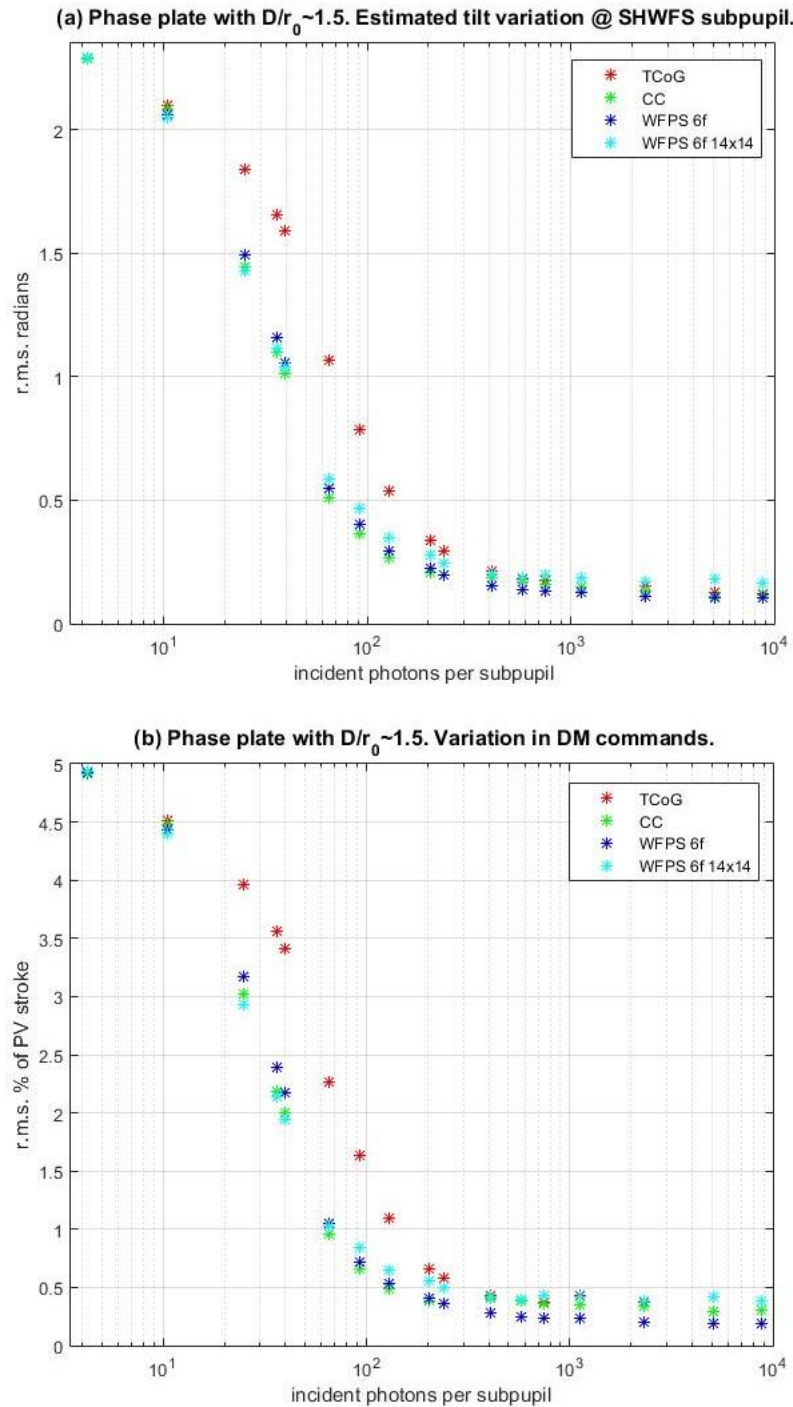 (a) Phase plate with D/r0~1.5. Estimated tilt variation @ SHWFS subpupil.
TCoG
CC
WFPS 6f
WFPS 6f 14x14
2
1.5
1
0.5
0
r.m.s. radians
10^1
10^2
10^3
10^4
incident photons per subpupil
(b) Phase plate with D/r0~1.5. Variation in DM commands.
TCoG
CC
WFPS 6f
WFPS 6f 14x14
5
4.5
4
3.5
3
2.5
2
1.5
1
0.5
0
r.m.s. % of PV stroke
10^1
10^2
10^3
10^4
incident photons per subpupil